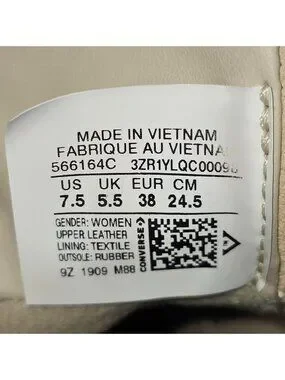 MADE IN VIETNAM
FABRIQUE AU VIETNA
566164C 3ZR1YLQC0009
US UK EUR CM
7.5 5.5 38 24.5
GENDER: WOMEN
UPPER LEATHER
LINING: TEXTILE
OUTSOLE: RUBBER
9Z 1909 M88
CONVERSE